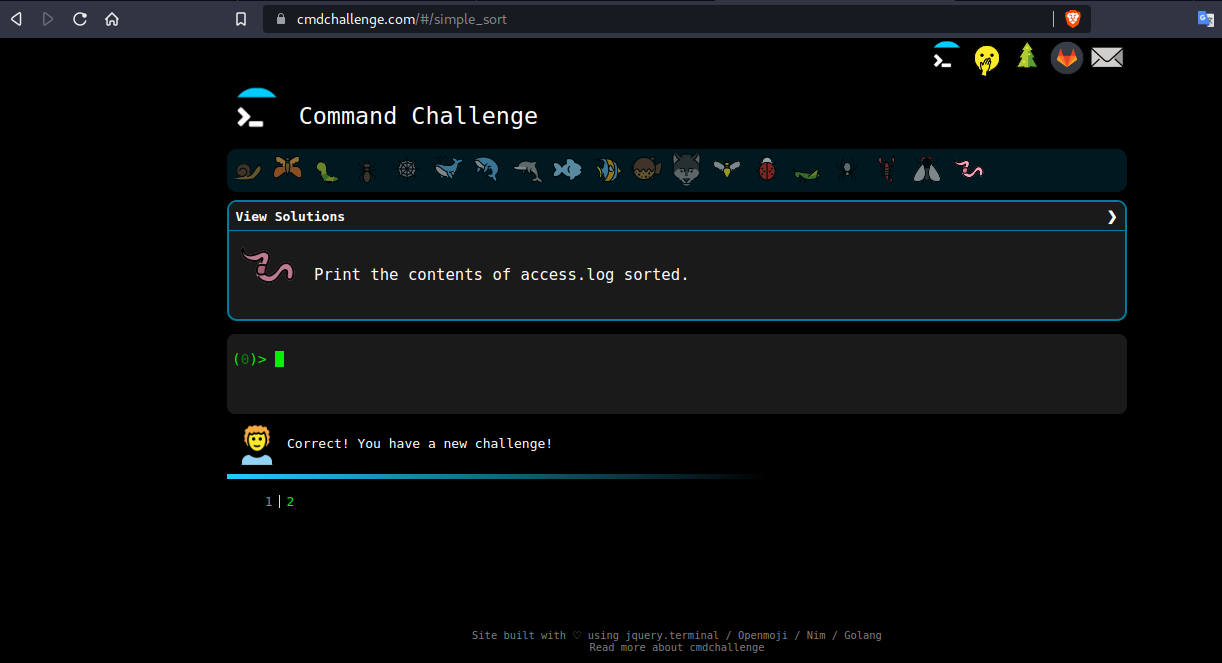 cmdchallenge.com/#/simple_sort
Command Challenge
View Solutions ❯
Print the contents of access.log sorted.
(0)>
Correct! You have a new challenge!
1 2
Site built with ♡ using jquery.terminal / Openmoji / Nim / Golang
Read more about cmdchallenge